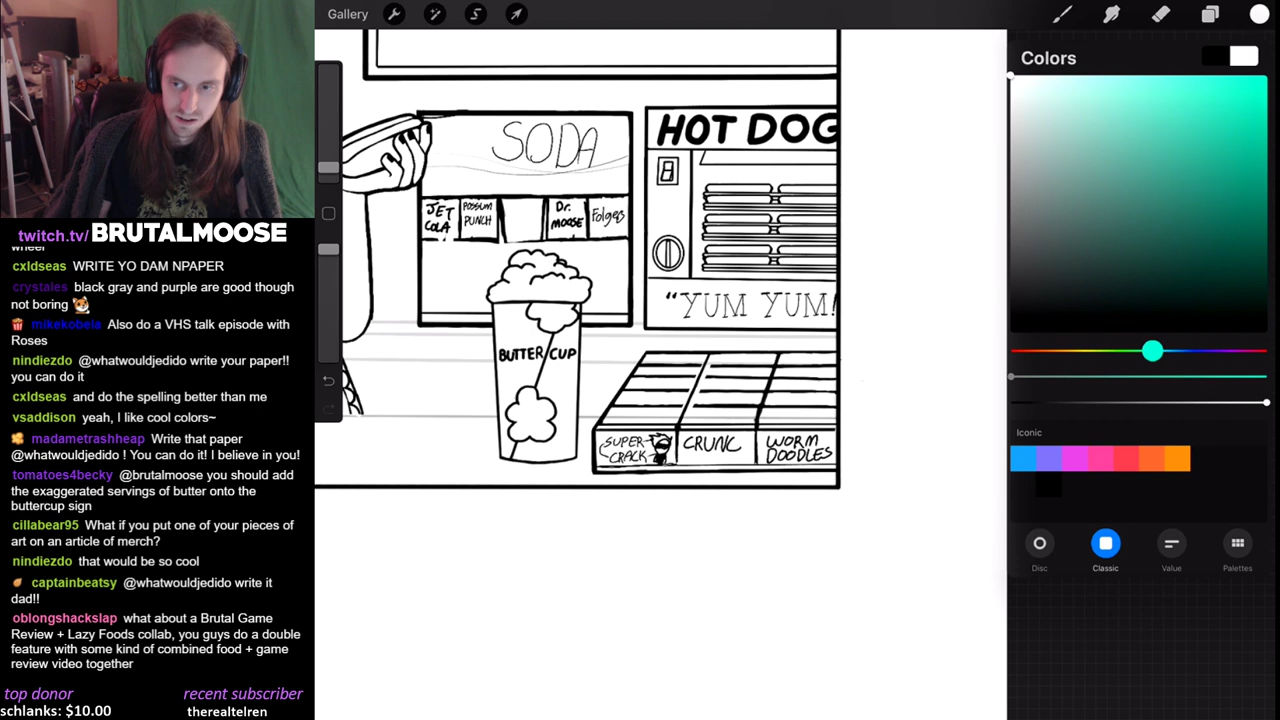 Gallery
Colors
SODA
HOT DOG
JET
COLA
POSSUM
PUNCH
Dr.
MOOSE
Folgers
"YUM YUM!
BUTTER/CUP
SUPER-
CRACK
CRUNC
WORM
DOODLES
Iconic
Disc
Classic
Value
Palettes
twitch.tv/BRUTALMOOSE
wheel
cxldseas WRITE YO DAM NPAPER
crystales black gray and purple are good though
not boring
mikekobela Also do a VHS talk episode with
Roses
nindiezdo @whatwouldjedido write your paper!!
you can do it
cxldseas and do the spelling better than me
vsaddison yeah, I like cool colors~
madametrashheap Write that paper
@whatwouldjedido ! You can do it! I believe in you!
tomatoes4becky @brutalmoose you should add
the exaggerated servings of butter onto the
buttercup sign
cillabear95 What if you put one of your pieces of
art on an article of merch?
nindiezdo that would be so cool
captainbeatsy @whatwouldjedido write it
dad!!
oblongshackslap what about a Brutal Game
Review + Lazy Foods collab, you guys do a double
feature with some kind of combined food + game
review video together
top donor
schlanks: $10.00
recent subscriber
therealtelren